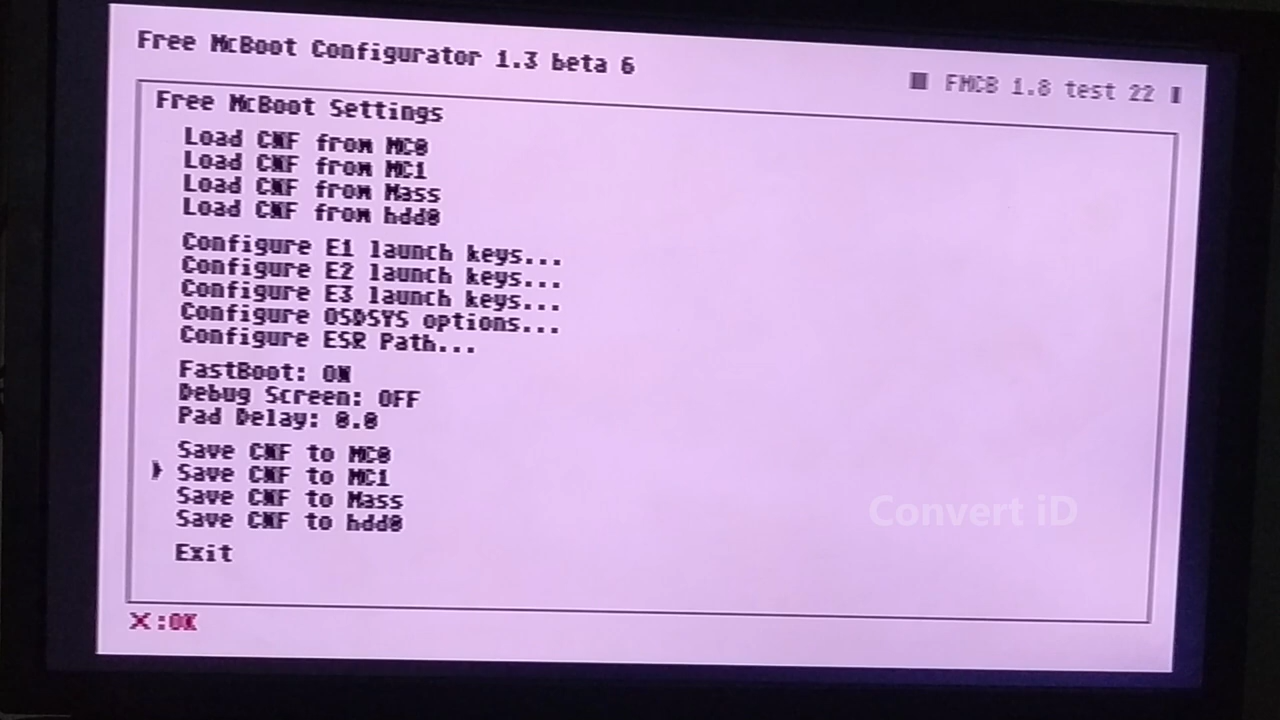 Free McBoot Configurator 1.3 beta 6
FMCB 1.8 test 22
Free McBoot Settings
Load CNF from MC0
Load CNF from MC1
Load CNF from Mass
Load CNF from hdd0
Configure E1 launch keys...
Configure E2 launch keys...
Configure E3 launch keys...
Configure OSDSYS options...
Configure ESR Path...
FastBoot: ON
Debug Screen: OFF
Pad Delay: 0.0
Save CNF to MC0
Save CNF to MC1
Save CNF to Mass
Save CNF to hdd0
Exit
X:OK
Convert iD